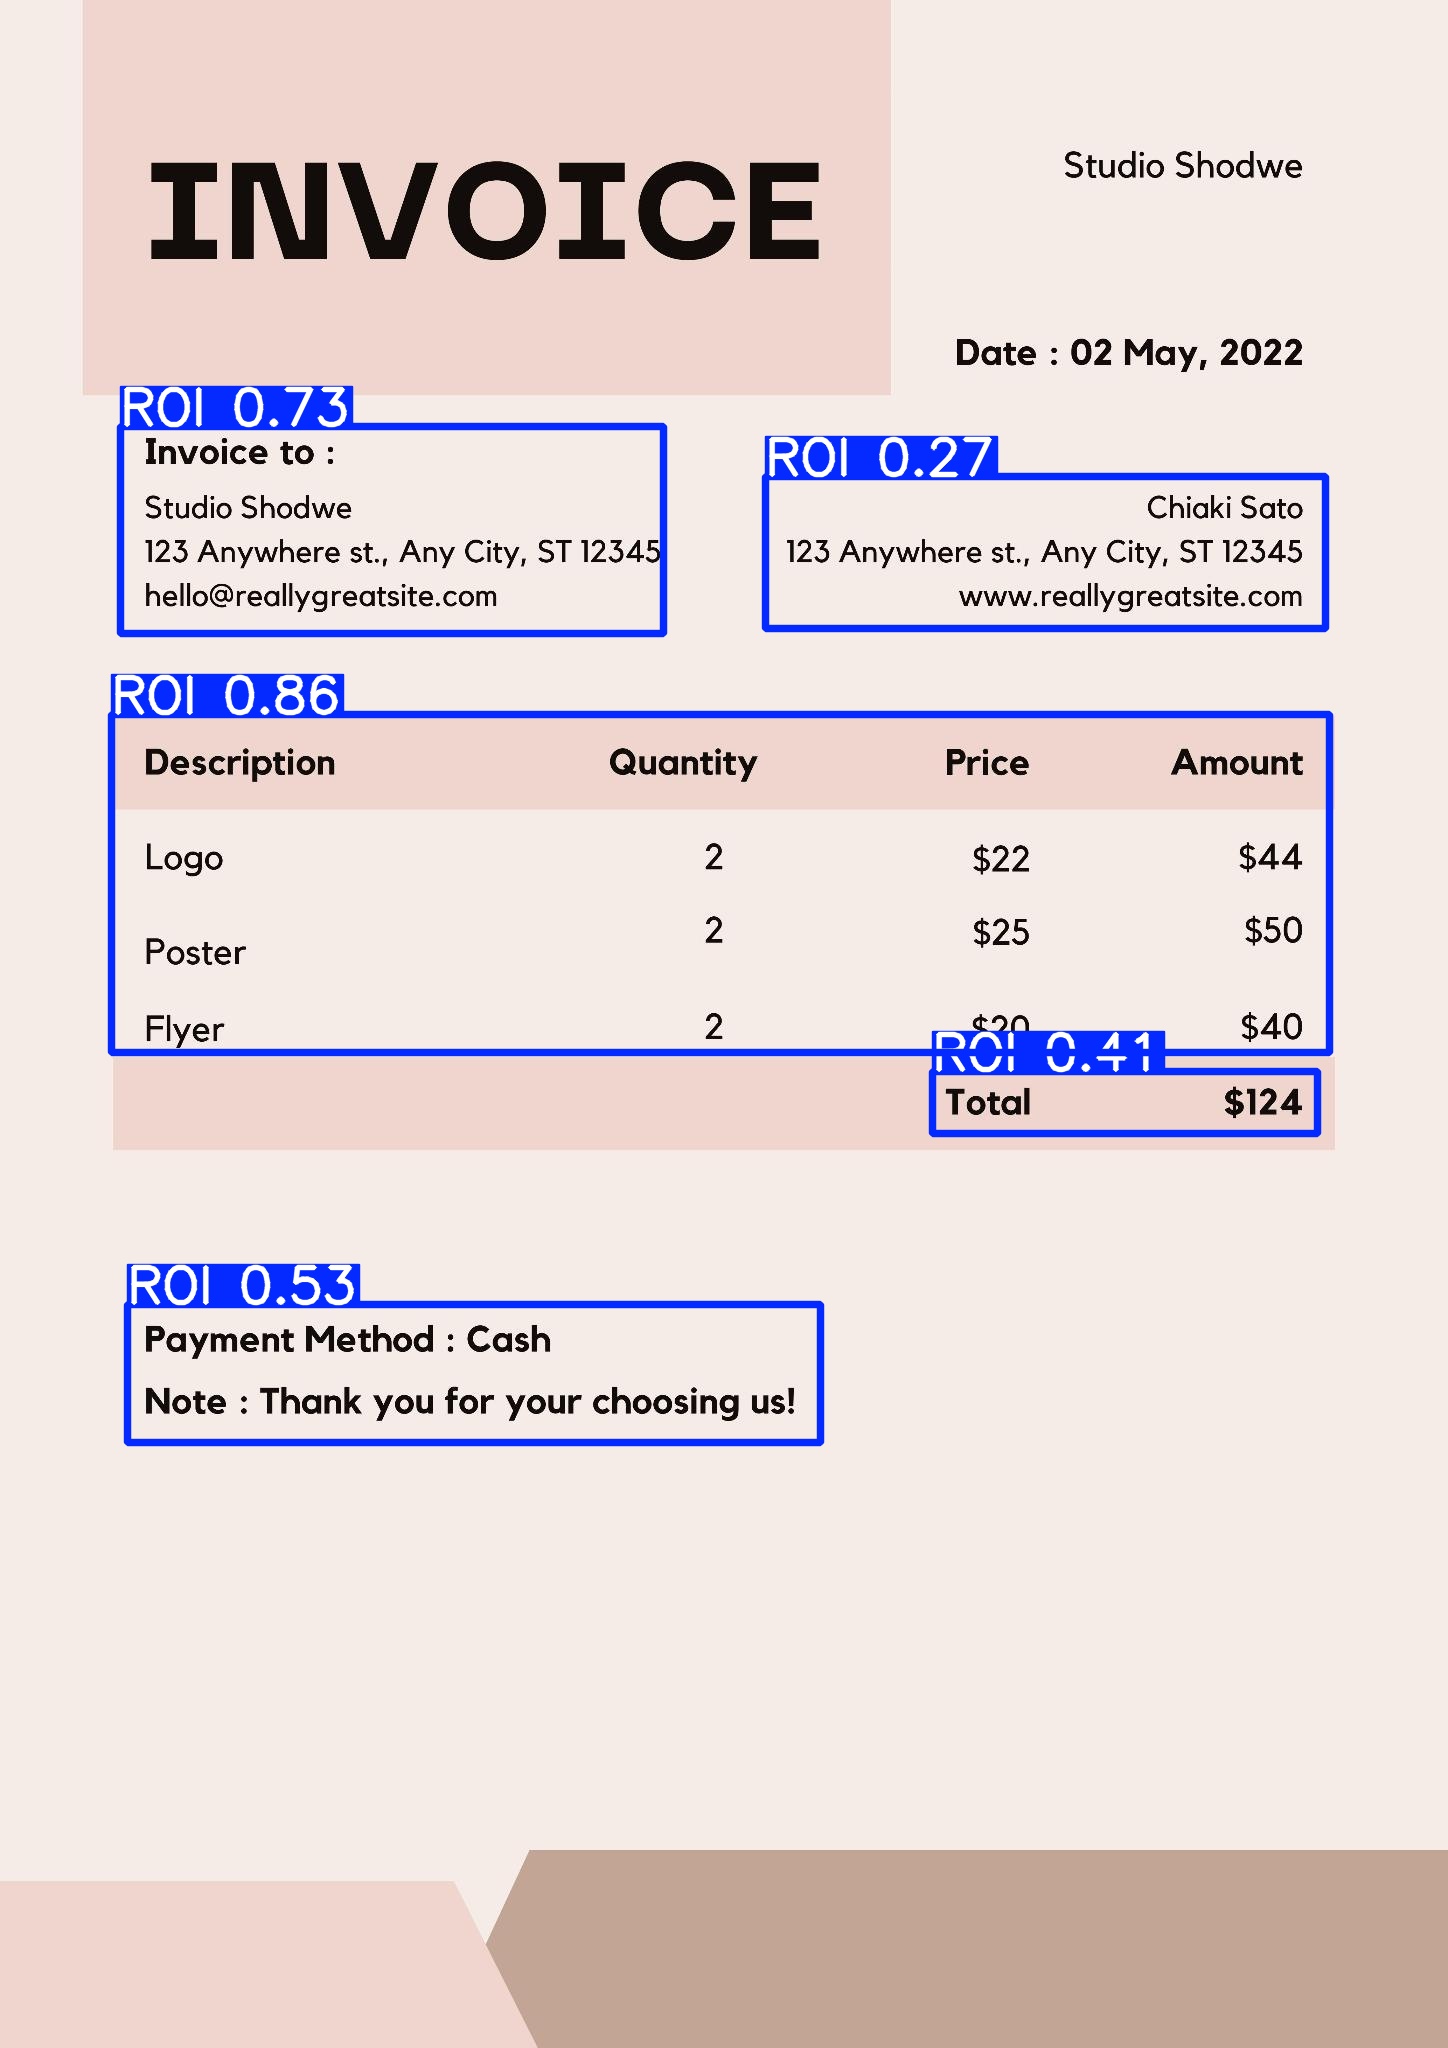 INVOICE
Studio Shodwe
Date : 02 May, 2022
ROI 0.73
Invoice to :
Studio Shodwe
123 Anywhere st., Any City, ST 12345
hello@reallygreatsite.com
ROI 0.27
Chiaki Sato
123 Anywhere st., Any City, ST 12345
www.reallygreatsite.com
ROI 0.86
Description Quantity Price Amount
Logo 2 $22 $44
Poster 2 $25 $50
Flyer 2 $20 $40
ROI 0.41
Total $124
ROI 0.53
Payment Method : Cash
Note : Thank you for your choosing us!